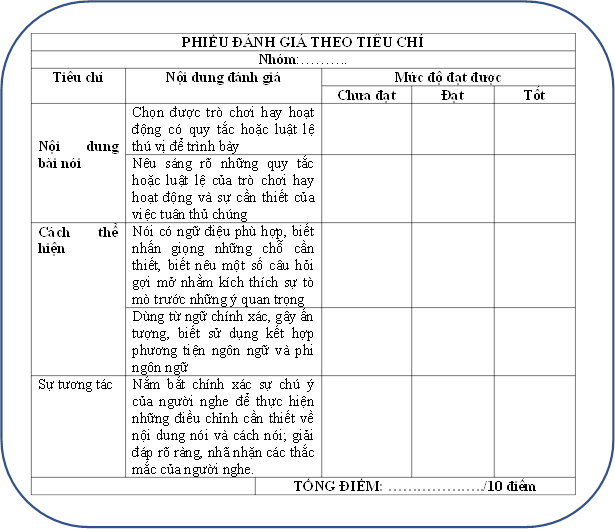 PHIẾU ĐÁNH GIÁ THEO TIÊU CHÍ
Nhóm:……….
Tiêu chí
Nội dung đánh giá
Mức độ đạt được
Chưa đạt
Đạt
Tốt
Nội dung
bài nói
Chọn được trò chơi hay hoạt
động có quy tắc hoặc luật lệ
thú vị để trình bày
Nêu sáng rõ những quy tắc
hoặc luật lệ của trò chơi hay
hoạt động và sự cần thiết của
việc tuân thủ chúng
Cách thể
hiện
Nói có ngữ điệu phù hợp, biết
nhấn giọng những chỗ cần
thiết, biết nêu một số câu hỏi
gợi mở nhằm kích thích sự tò
mò trước những ý quan trọng
Dùng từ ngữ chính xác, gây ấn
tượng, biết sử dụng kết hợp
phương tiện ngôn ngữ và phi
ngôn ngữ
Sự tương tác
Nắm bắt chính xác sự chú ý
của người nghe để thực hiện
những điều chỉnh cần thiết về
nội dung nói và cách nói; giải
đáp rõ ràng, nhã nhặn các thắc
mắc của người nghe.
TỔNG ĐIỂM: …………………/10 điểm